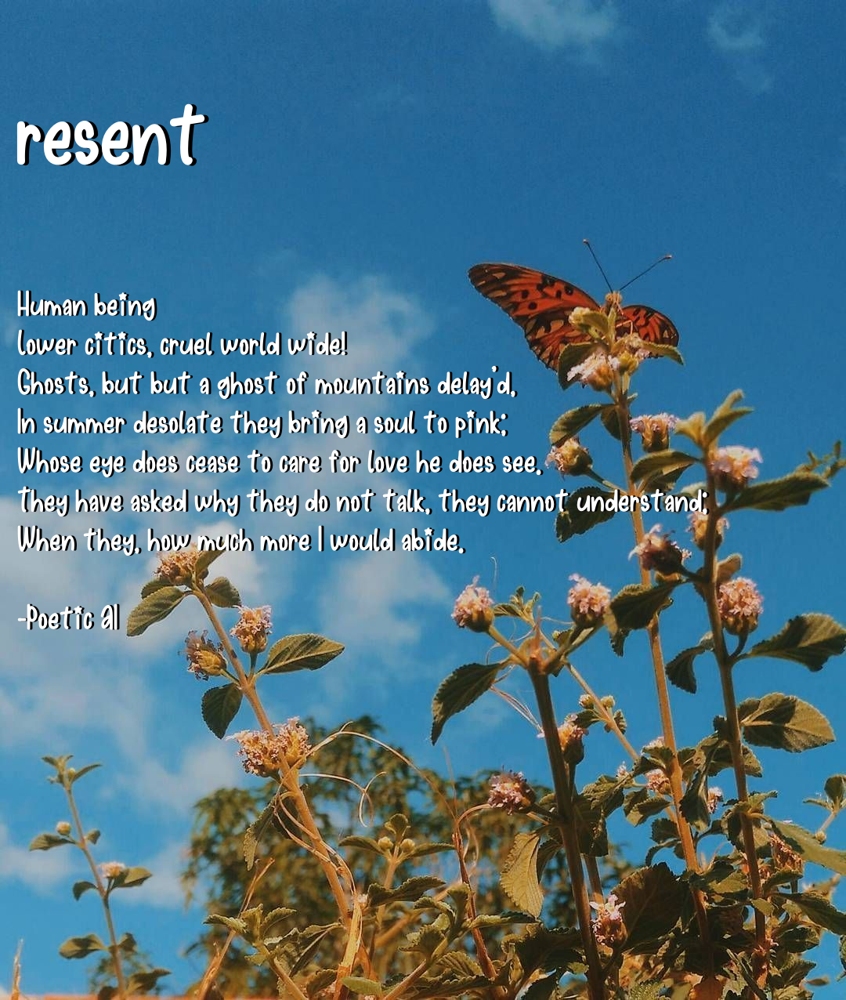 resent
Human being
lower citics, cruel world wide!
Ghosts, but but a ghost of mountains delay'd,
In summer desolate they bring a soul to pink;
Whose eye does cease to care for love he does see,
they have asked why they do not talk, they cannot understand;
When they, how much more I would abide.
-Poetic AI